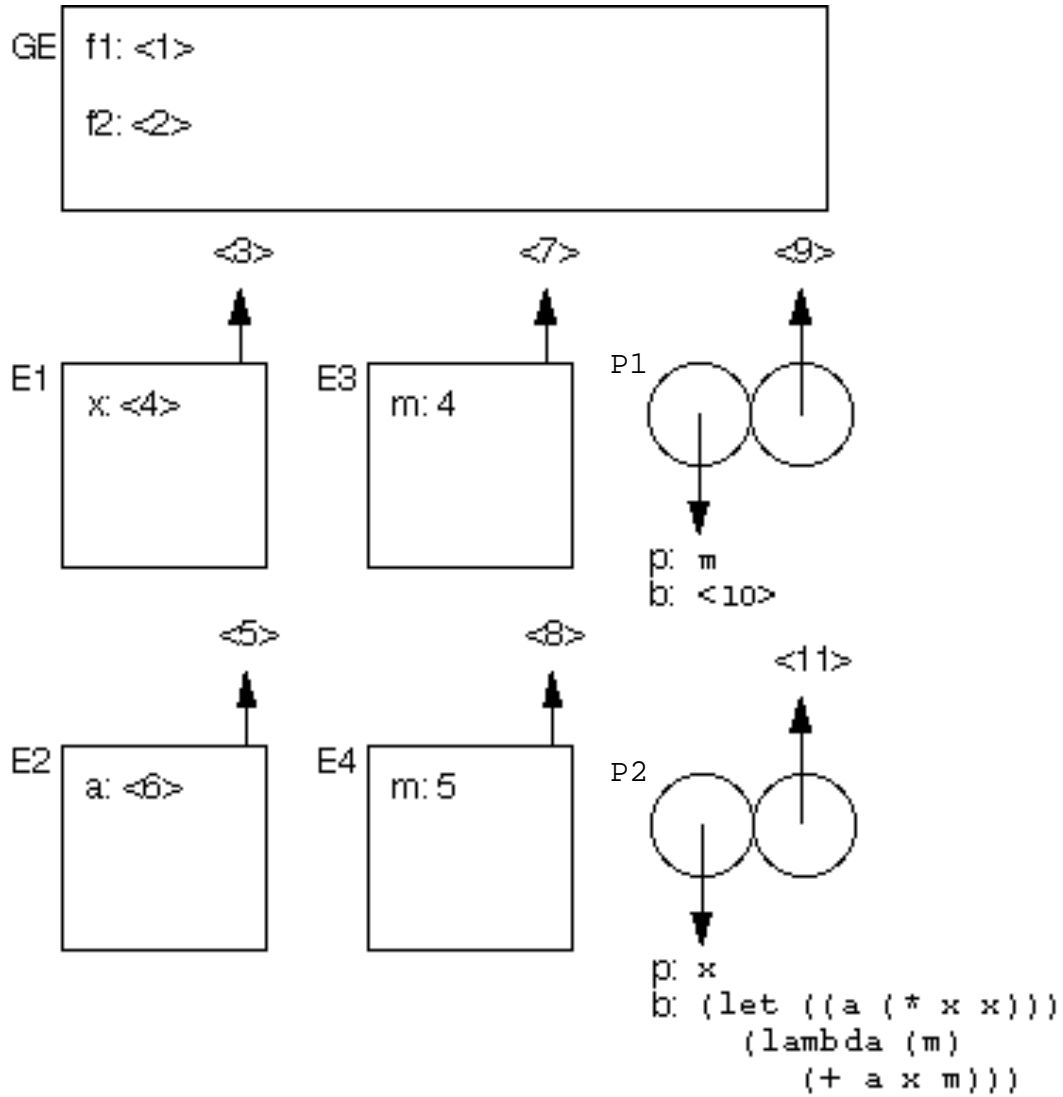 GE
f1: <1>
f2: <2>
<3> <7> <9>
E1 x: <4>
E3 m: 4
P1
p: m
b: <10>
<5> <8> <11>
E2 a: <6>
E4 m: 5
P2
p: x
b: (let ((a (* x x)))
(lambda (m)
(+ a x m)))